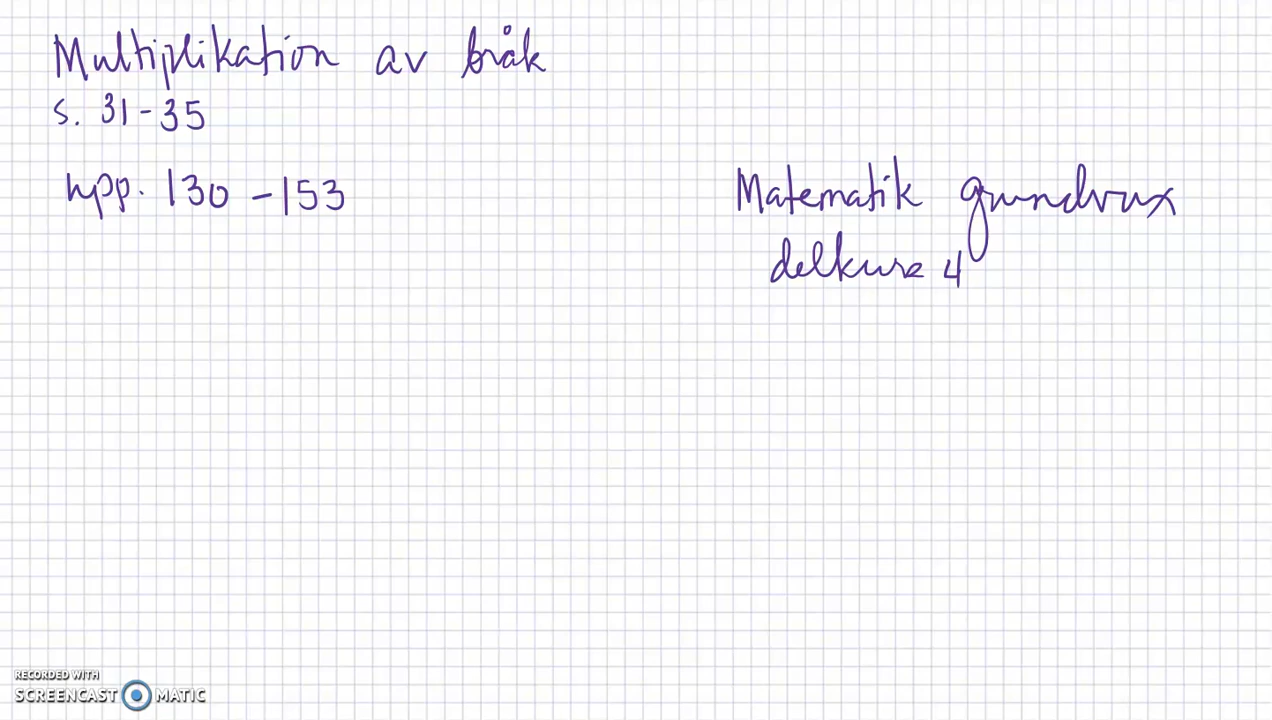 Multiplikation av bråk
s. 31-35
upp. 130-153
Matematik grundvux
delkurs 4
RECORDED WITH
SCREENCAST MATIC